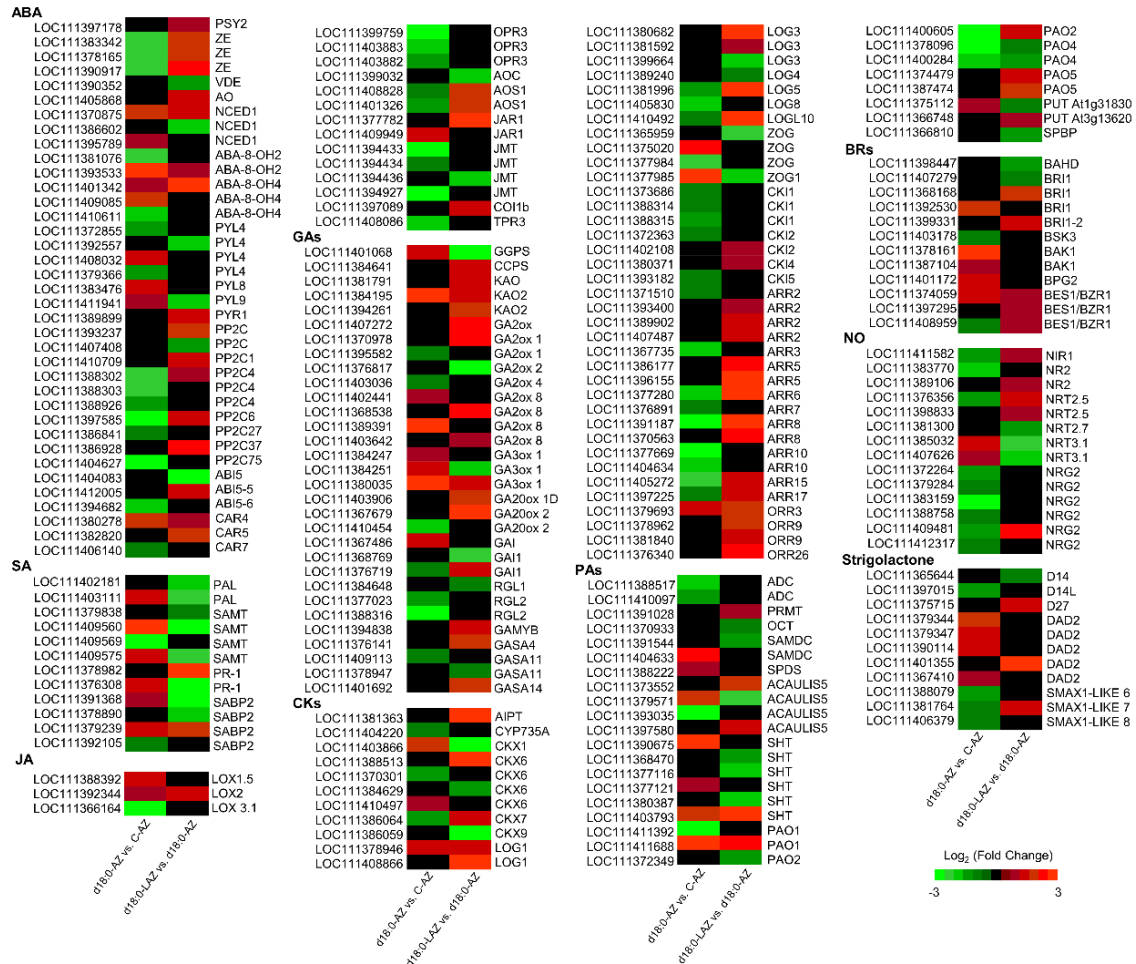 ABA
LOC111397178 PSY2
LOC111383342 ZE
LOC111378165 ZE
LOC111390917 ZE
LOC111390352 VDE
LOC111405868 AO
LOC111370875 NCED1
LOC111386602 NCED1
LOC111395789 NCED1
LOC111381076 ABA-8-OH2
LOC111393533 ABA-8-OH2
LOC111401342 ABA-8-OH4
LOC111409085 ABA-8-OH4
LOC111410611 ABA-8-OH4
LOC111372855 PYL4
LOC111392557 PYL4
LOC111408032 PYL4
LOC111379366 PYL4
LOC111383476 PYL8
LOC111411941 PYL9
LOC111389899 PYR1
LOC111393237 PP2C
LOC111407408 PP2C
LOC111410709 PP2C1
LOC111388302 PP2C4
LOC111388303 PP2C4
LOC111388926 PP2C4
LOC111397585 PP2C6
LOC111386841 PP2C27
LOC111386928 PP2C37
LOC111404627 PP2C75
LOC111404083 ABI5
LOC111412005 ABI5-5
LOC111394682 ABI5-6
LOC111380278 CAR4
LOC111382820 CAR5
LOC111406140 CAR7
SA
LOC111402181 PAL
LOC111403111 PAL
LOC111379838 SAMT
LOC111409560 SAMT
LOC111409569 SAMT
LOC111409575 SAMT
LOC111378982 PR-1
LOC111376308 PR-1
LOC111391368 SABP2
LOC111378890 SABP2
LOC111379239 SABP2
LOC111392105 SABP2
JA
LOC111388392 LOX1.5
LOC111392344 LOX2
LOC111366164 LOX 3.1
d18:0-AZ vs. C-AZ
d18:0-LAZ vs. d18:0-AZ
LOC111399759 OPR3
LOC111403883 OPR3
LOC111403882 OPR3
LOC111399032 AOC
LOC111408828 AOS1
LOC111401326 AOS1
LOC111377782 JAR1
LOC111409949 JAR1
LOC111394433 JMT
LOC111394434 JMT
LOC111394436 JMT
LOC111394927 JMT
LOC111397089 COI1b
LOC111408086 TPR3
GAs
LOC111401068 GGPS
LOC111384641 CCPS
LOC111381791 KAO
LOC111384195 KAO2
LOC111394261 KAO2
LOC111407272 GA2ox
LOC111370978 GA2ox 1
LOC111395582 GA2ox 1
LOC111376817 GA2ox 2
LOC111403036 GA2ox 4
LOC111402441 GA2ox 8
LOC111368538 GA2ox 8
LOC111389391 GA2ox 8
LOC111403642 GA2ox 8
LOC111384247 GA3ox 1
LOC111384251 GA3ox 1
LOC111380035 GA3ox 1
LOC111403906 GA20ox 1D
LOC111367679 GA20ox 2
LOC111410454 GA20ox 2
LOC111367486 GAI
LOC111368769 GAI1
LOC111376719 GAI1
LOC111384648 RGL1
LOC111377023 RGL2
LOC111388316 RGL2
LOC111394838 GAMYB
LOC111376141 GASA4
LOC111409113 GASA11
LOC111378947 GASA11
LOC111401692 GASA14
CKs
LOC111381363 AIPT
LOC111404220 CYP735A
LOC111403866 CKX1
LOC111388513 CKX6
LOC111370301 CKX6
LOC111384629 CKX6
LOC111410497 CKX6
LOC111386064 CKX7
LOC111386059 CKX9
LOC111378946 LOG1
LOC111408866 LOG1
d18:0-AZ vs. C-AZ
d18:0-LAZ vs. d18:0-AZ
LOC111380682 LOG3
LOC111381592 LOG3
LOC111399664 LOG3
LOC111389240 LOG4
LOC111381996 LOG5
LOC111405830 LOG8
LOC111410492 LOGL10
LOC111365959 ZOG
LOC111375020 ZOG
LOC111377984 ZOG
LOC111377985 ZOG1
LOC111373686 CKI1
LOC111388314 CKI1
LOC111388315 CKI1
LOC111372363 CKI2
LOC111402108 CKI2
LOC111380371 CKI4
LOC111393182 CKI5
LOC111371510 ARR2
LOC111393400 ARR2
LOC111389902 ARR2
LOC111407487 ARR2
LOC111367735 ARR3
LOC111386177 ARR5
LOC111396155 ARR5
LOC111377280 ARR6
LOC111376891 ARR7
LOC111391187 ARR8
LOC111370563 ARR8
LOC111377669 ARR10
LOC111404634 ARR10
LOC111405272 ARR15
LOC111397225 ARR17
LOC111379693 ORR3
LOC111378962 ORR9
LOC111381840 ORR9
LOC111376340 ORR26
PAs
LOC111388517 ADC
LOC111410097 ADC
LOC111391028 PRMT
LOC111370933 OCT
LOC111391544 SAMDC
LOC111404633 SAMDC
LOC111388222 SPDS
LOC111373552 ACAULIS5
LOC111379571 ACAULIS5
LOC111393035 ACAULIS5
LOC111397580 ACAULIS5
LOC111390675 SHT
LOC111368470 SHT
LOC111377116 SHT
LOC111377121 SHT
LOC111380387 SHT
LOC111403793 SHT
LOC111411392 PAO1
LOC111411688 PAO1
LOC111372349 PAO2
d18:0-AZ vs. C-AZ
d18:0-LAZ vs. d18:0-AZ
LOC111400605 PAO2
LOC111378096 PAO4
LOC111400284 PAO4
LOC111374479 PAO5
LOC111387474 PAO5
LOC111375112 PUT At1g31830
LOC111366748 PUT At3g13620
LOC111366810 SPBP
BRs
LOC111398447 BAHD
LOC111407279 BRI1
LOC111368168 BRI1
LOC111392530 BRI1
LOC111399331 BRI1-2
LOC111403178 BSK3
LOC111378161 BAK1
LOC111387104 BAK1
LOC111401172 BPG2
LOC111374059 BES1/BZR1
LOC111397295 BES1/BZR1
LOC111408959 BES1/BZR1
NO
LOC111411582 NIR1
LOC111383770 NR2
LOC111389106 NR2
LOC111376356 NRT2.5
LOC111398833 NRT2.5
LOC111381300 NRT2.7
LOC111385032 NRT3.1
LOC111407626 NRT3.1
LOC111372264 NRG2
LOC111379284 NRG2
LOC111383159 NRG2
LOC111388758 NRG2
LOC111409481 NRG2
LOC111412317 NRG2
Strigolactone
LOC111365644 D14
LOC111397015 D14L
LOC111375715 D27
LOC111379344 DAD2
LOC111379347 DAD2
LOC111390114 DAD2
LOC111401355 DAD2
LOC111367410 DAD2
LOC111388079 SMAX1-LIKE 6
LOC111381764 SMAX1-LIKE 7
LOC111406379 SMAX1-LIKE 8
d18:0-AZ vs. C-AZ
d18:0-LAZ vs. d18:0-AZ
Log2 (Fold Change)
-3 3